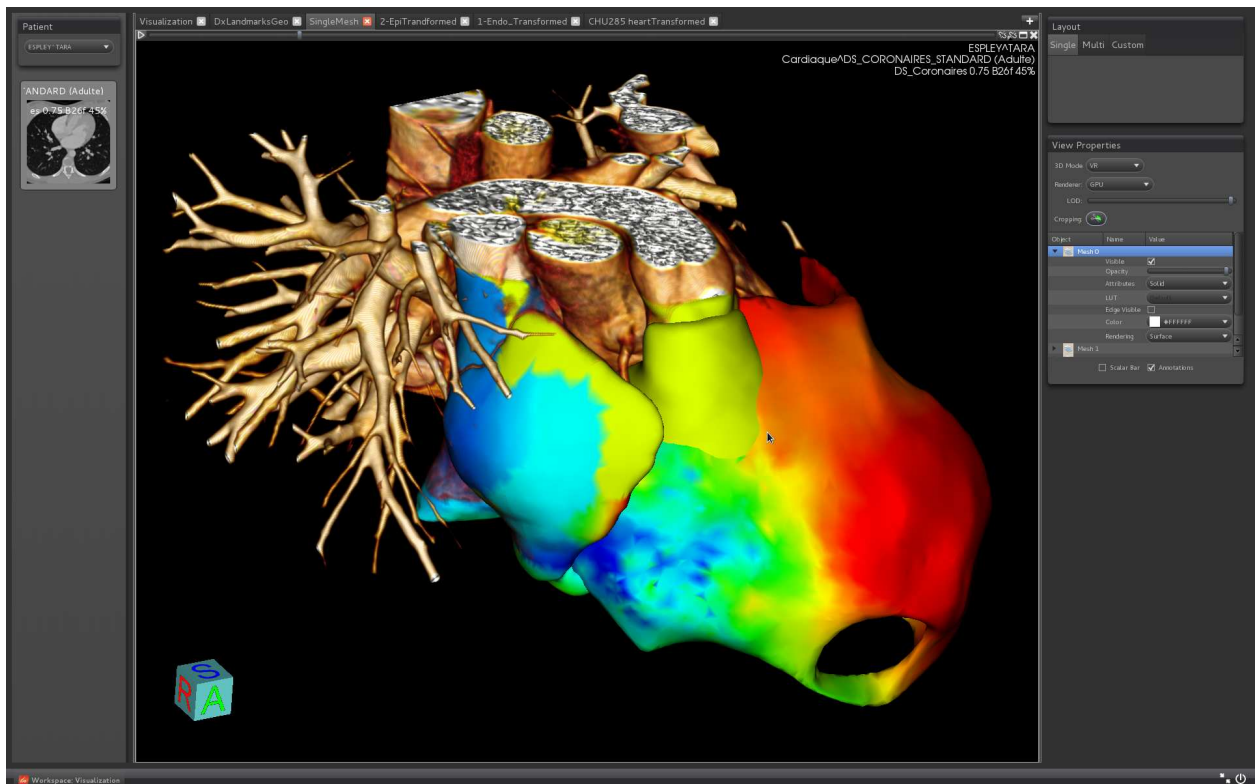 Patient
ESPLEY^TARA
^ANDARD (Adulte)
es 0.75 B26f 45%
Visualization
DxLandmarksGeo
SingleMesh
2-EpiTrandformed
1-Endo_Transformed
CHU285 heartTransformed
ESPLEY^TARA
Cardiaque^DS_CORONAIRES_STANDARD (Adulte)
DS_Coronaires 0.75 B26f 45%
S
R
A
Layout
Single Multi Custom
View Properties
3D Mode: VR
Renderer: GPU
LOD:
Cropping:
Object Name Value
Mesh 0
Visible
Opacity
Attributes Solid
LUT
Edge Visible
Color #FFFFFF
Rendering Surface
Mesh 1
Scalar Bar Annotations
Workspace: Visualization